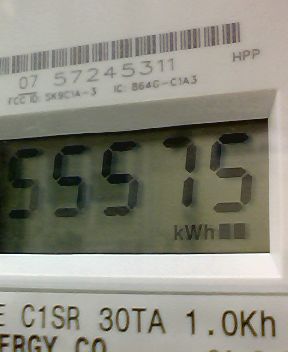 07 57245311
HPP
FCC ID: SK9C1A-3 IC: 864G-C1A3
55575
kWh
E C1SR 30TA 1.0Kh
ERGY CO